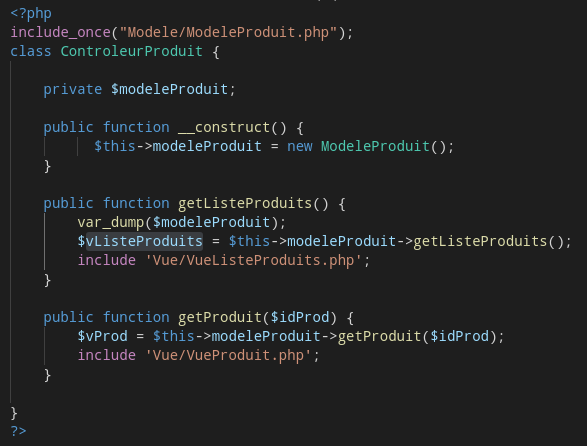 <?php
include_once("Modele/ModeleProduit.php");
class ControleurProduit {
private $modeleProduit;
public function __construct() {
$this->modeleProduit = new ModeleProduit();
}
public function getListeProduits() {
var_dump($modeleProduit);
$vListeProduits = $this->modeleProduit->getListeProduits();
include 'Vue/VueListeProduits.php';
}
public function getProduit($idProd) {
$vProd = $this->modeleProduit->getProduit($idProd);
include 'Vue/VueProduit.php';
}
}
?>